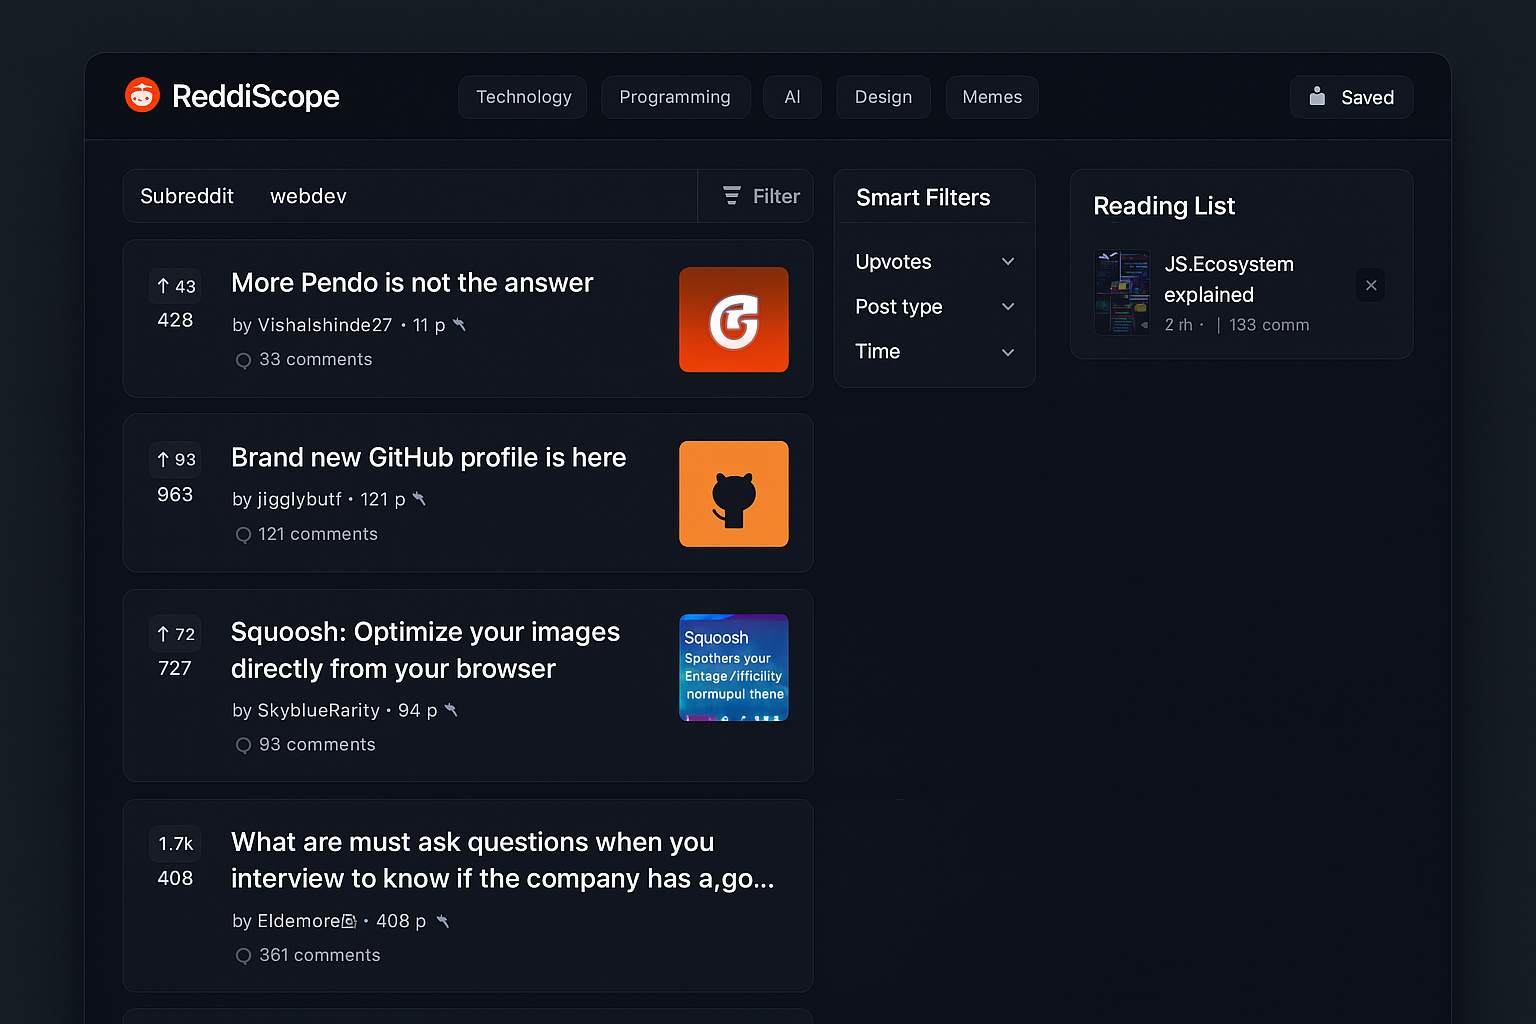 ReddiScope
Technology
Programming
AI
Design
Memes
Saved
Subreddit webdev
Filter
↑ 43
428
More Pendo is not the answer
by Vishalshinde27 • 11 p
33 comments
↑ 93
963
Brand new GitHub profile is here
by jigglybutf • 121 p
121 comments
↑ 72
727
Squoosh: Optimize your images
directly from your browser
by SkyblueRarity • 94 p
93 comments
Squoosh
Spothers your
Entage/ifficility
normupul thene
1.7k
408
What are must ask questions when you
interview to know if the company has a,go...
by Eldemore • 408 p
361 comments
Smart Filters
Upvotes
Post type
Time
Reading List
JS.Ecosystem
explained
2 rh · | 133 comm